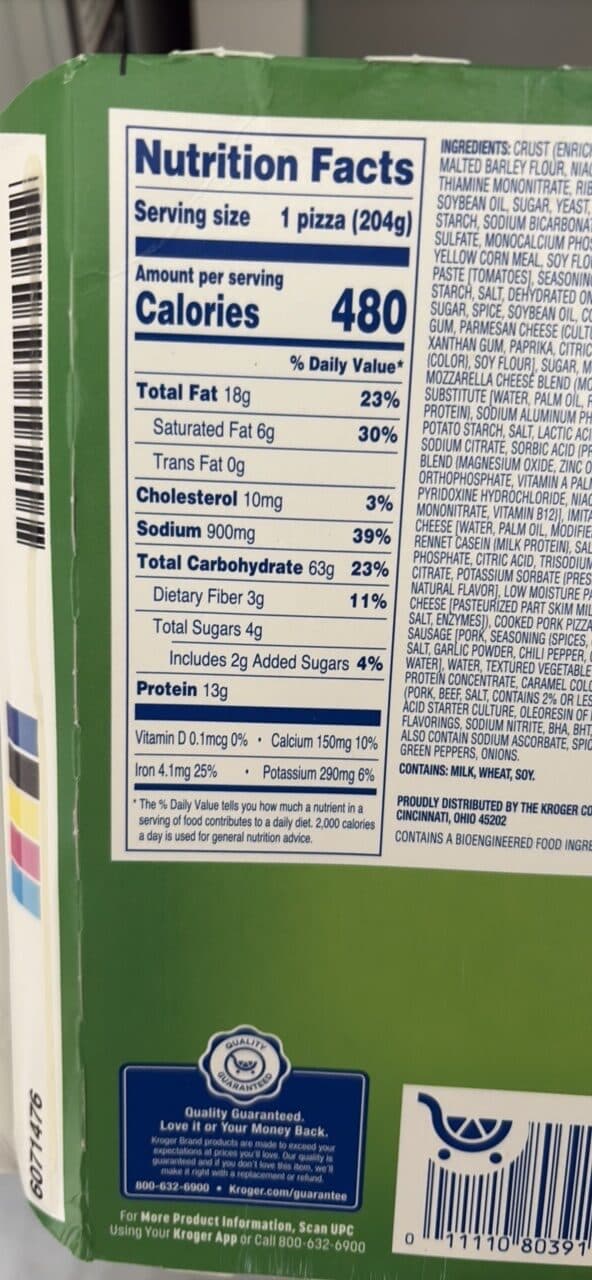 Nutrition Facts
Serving size 1 pizza (204g)
Amount per serving
Calories 480
% Daily Value*
Total Fat 18g 23%
Saturated Fat 6g 30%
Trans Fat 0g
Cholesterol 10mg 3%
Sodium 900mg 39%
Total Carbohydrate 63g 23%
Dietary Fiber 3g 11%
Total Sugars 4g
Includes 2g Added Sugars 4%
Protein 13g
Vitamin D 0.1mcg 0% • Calcium 150mg 10%
Iron 4.1mg 25% • Potassium 290mg 6%
* The % Daily Value tells you how much a nutrient in a
serving of food contributes to a daily diet. 2,000 calories
a day is used for general nutrition advice.
INGREDIENTS: CRUST (ENRICH
MALTED BARLEY FLOUR, NIA
THIAMINE MONONITRATE, RIB
SOYBEAN OIL, SUGAR, YEAST,
STARCH, SODIUM BICARBONAT
SULFATE, MONOCALCIUM PHOS
YELLOW CORN MEAL, SOY FLO
PASTE [TOMATOES], SEASONING
STARCH, SALT, DEHYDRATED ON
SUGAR, SPICE, SOYBEAN OIL, CO
GUM, PARMESAN CHEESE (CULTU
XANTHAN GUM, PAPRIKA, CITRIC
(COLOR), SOY FLOUR], SUGAR, M
MOZZARELLA CHEESE BLEND (MO
SUBSTITUTE [WATER, PALM OIL, R
PROTEIN), SODIUM ALUMINUM PH
POTATO STARCH, SALT, LACTIC ACI
SODIUM CITRATE, SORBIC ACID (PR
BLEND (MAGNESIUM OXIDE, ZINC O
ORTHOPHOSPHATE, VITAMIN A PALM
PYRIDOXINE HYDROCHLORIDE, NIAC
MONONITRATE, VITAMIN B12)], IMITA
CHEESE [WATER, PALM OIL, MODIFIE
RENNET CASEIN (MILK PROTEIN), SAL
PHOSPHATE, CITRIC ACID, TRISODIUM
CITRATE, POTASSIUM SORBATE (PRES
NATURAL FLAVOR], LOW MOISTURE PA
CHEESE [PASTEURIZED PART SKIM MIL
SALT, ENZYMES]), COOKED PORK PIZZA
SAUSAGE [PORK, SEASONING (SPICES,
SALT, GARLIC POWDER, CHILI PEPPER,
WATER], WATER, TEXTURED VEGETABLE
PROTEIN CONCENTRATE, CARAMEL COLO
(PORK, BEEF, SALT, CONTAINS 2% OR LES
ACID STARTER CULTURE, OLEORESIN OF
FLAVORINGS, SODIUM NITRITE, BHA, BHT,
ALSO CONTAIN SODIUM ASCORBATE, SPIC
GREEN PEPPERS, ONIONS.
CONTAINS: MILK, WHEAT, SOY.
PROUDLY DISTRIBUTED BY THE KROGER CO
CINCINNATI, OHIO 45202
CONTAINS A BIOENGINEERED FOOD INGRE
60771476
QUALITY
GUARANTEED
Quality Guaranteed.
Love it or Your Money Back.
Kroger Brand products are made to exceed your
expectations at prices you'll love. Our quality is
guaranteed and if you don't love this item, we'll
make it right with a replacement or refund.
800-632-6900 • Kroger.com/guarantee
For More Product Information, Scan UPC
Using Your Kroger App or Call 800-632-6900
0 11110 80391